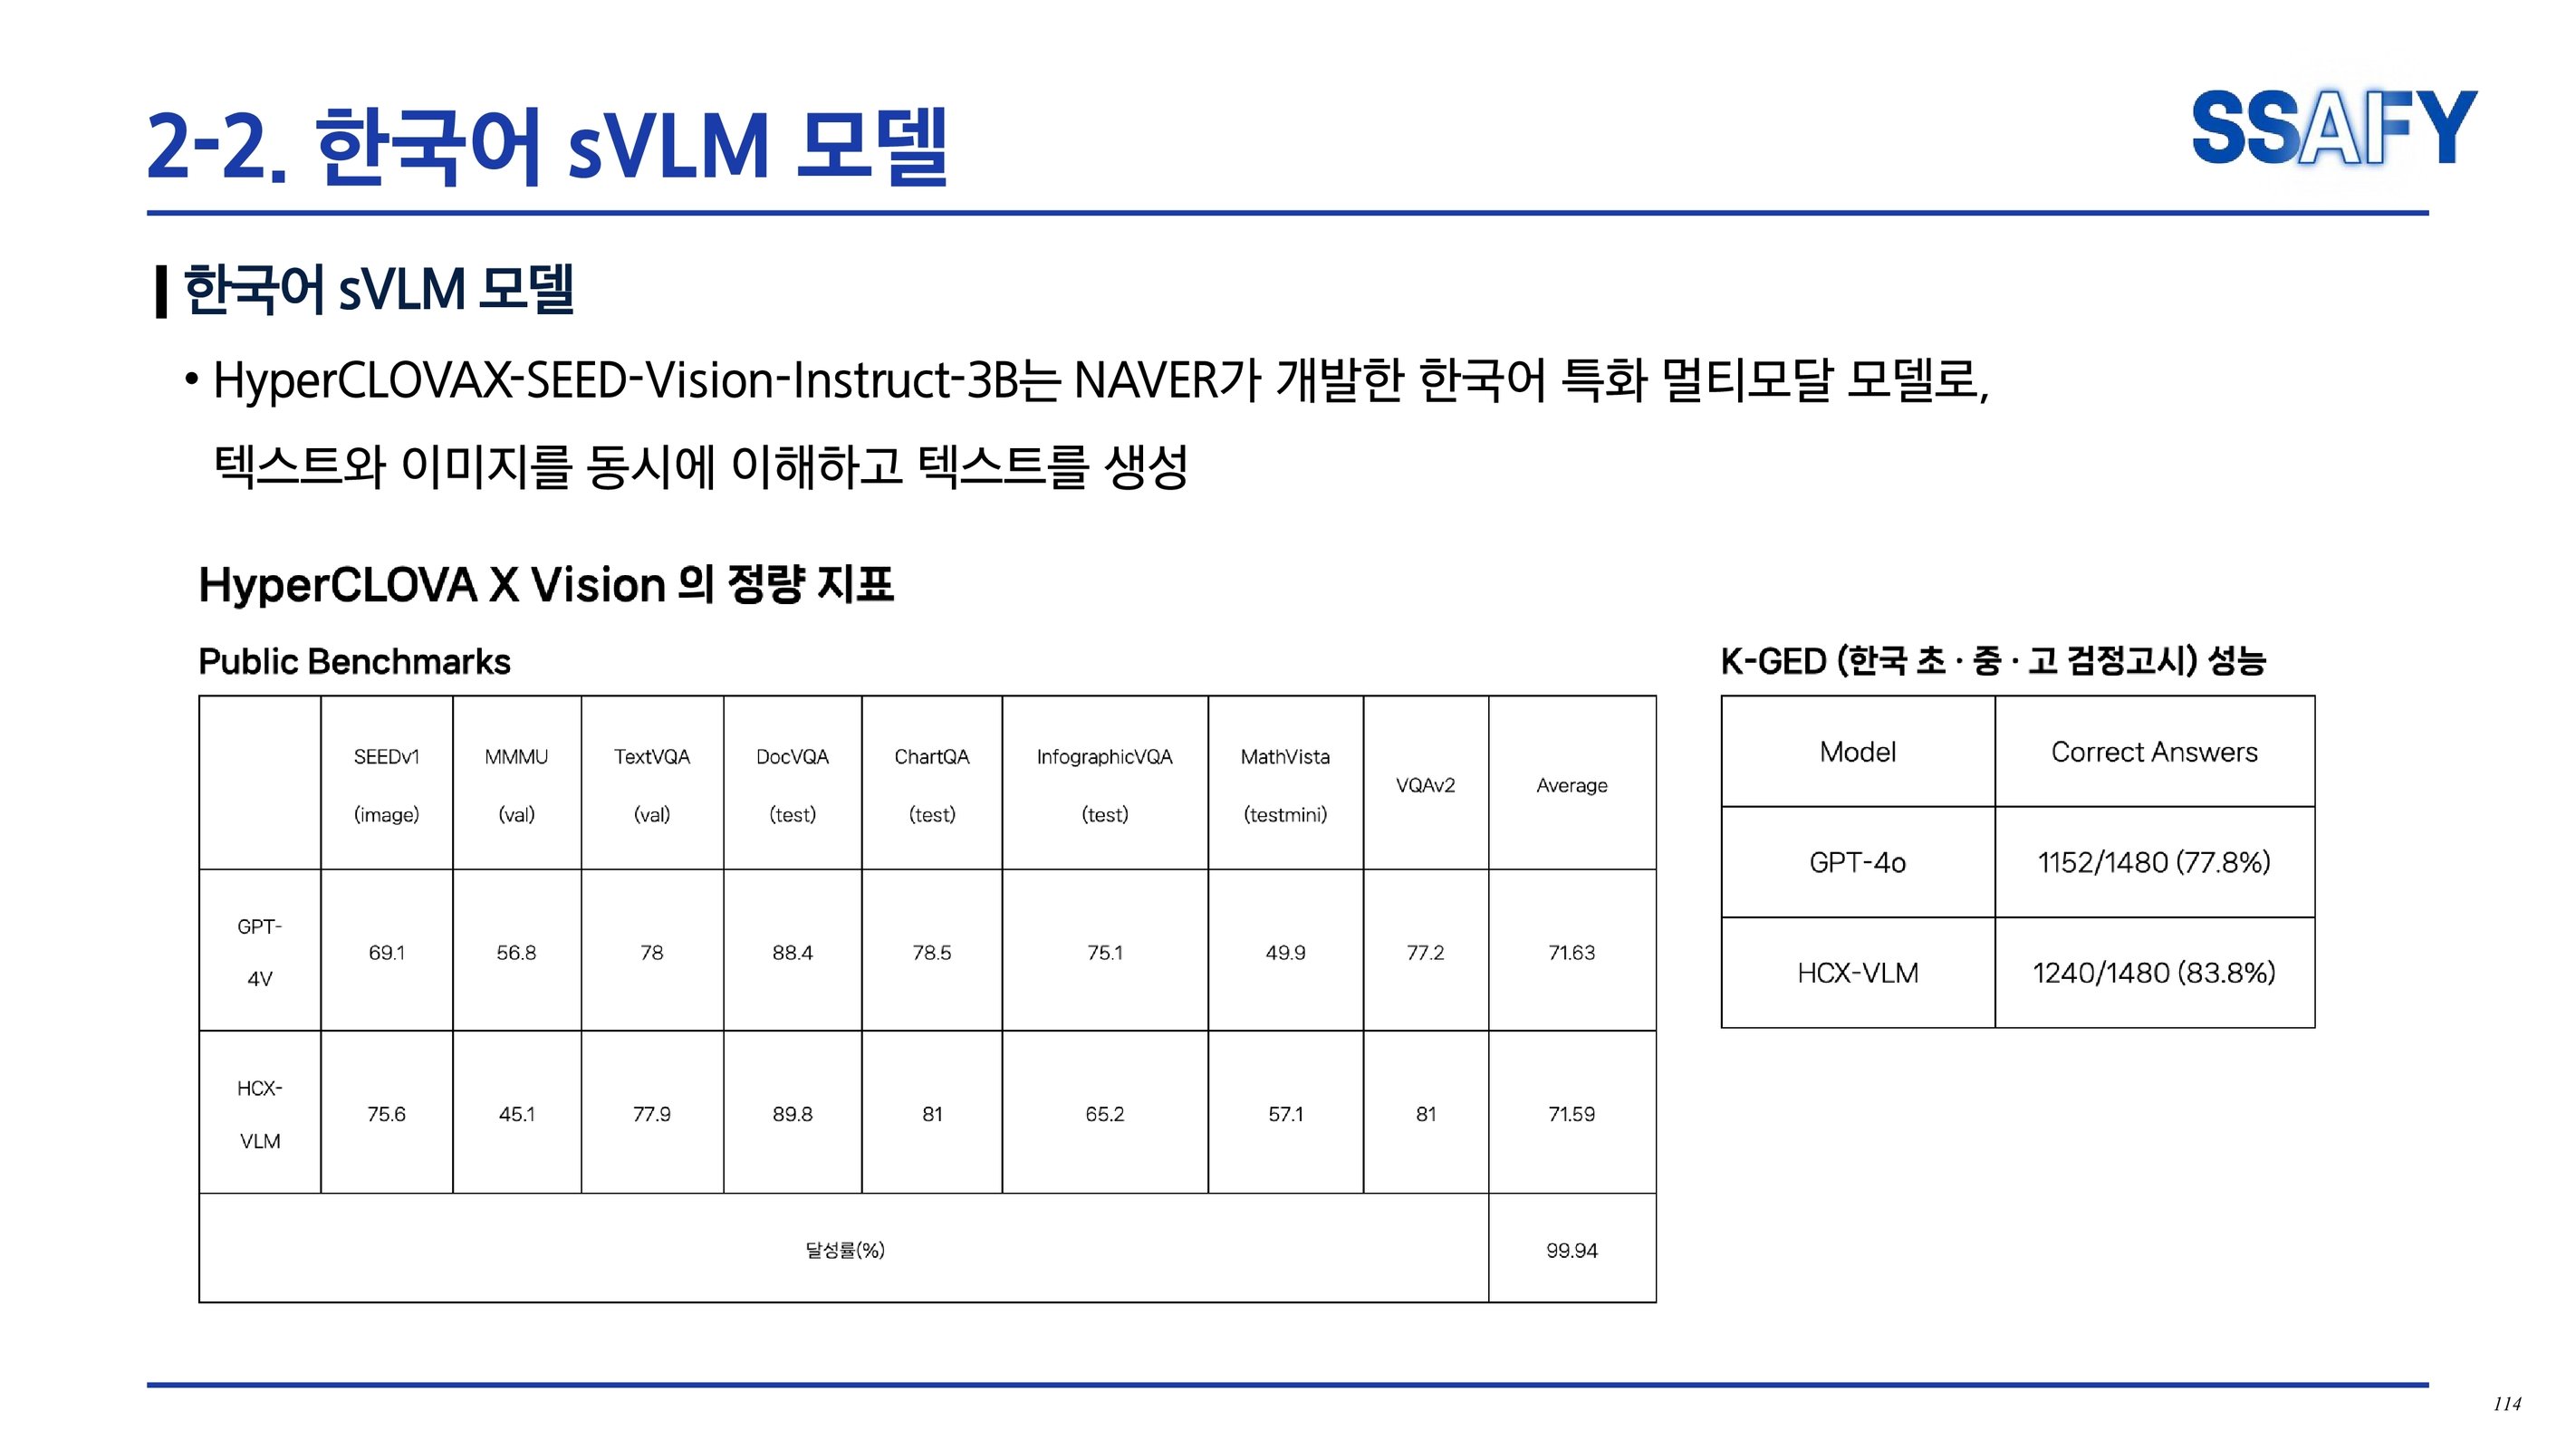 2-2. 한국어 sVLM 모델
SSAFY
한국어 sVLM 모델
• HyperCLOVAX-SEED-Vision-Instruct-3B는 NAVER가 개발한 한국어 특화 멀티모달 모델로,
텍스트와 이미지를 동시에 이해하고 텍스트를 생성
HyperCLOVA X Vision 의 정량 지표
Public Benchmarks
SEEDv1 (image) MMMU (val) TextVQA (val) DocVQA (test) ChartQA (test) InfographicVQA (test) MathVista (testmini) VQAv2 Average
GPT-4V 69.1 56.8 78 88.4 78.5 75.1 49.9 77.2 71.63
HCX-VLM 75.6 45.1 77.9 89.8 81 65.2 57.1 81 71.59
달성률(%) 99.94
K-GED (한국 초 · 중 · 고 검정고시) 성능
Model Correct Answers
GPT-4o 1152/1480 (77.8%)
HCX-VLM 1240/1480 (83.8%)
114